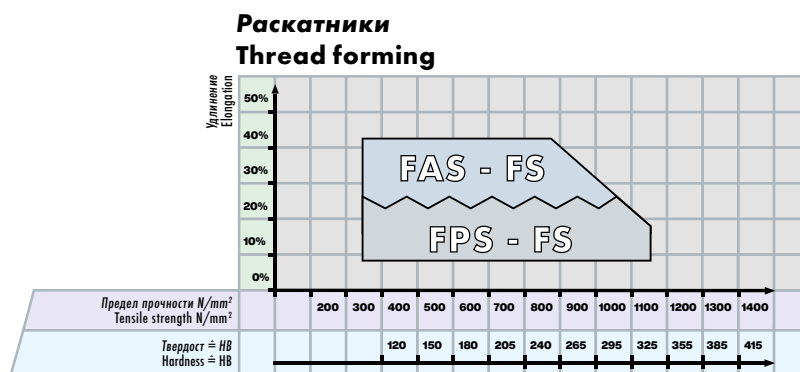 Раскатники
Thread forming
Удлинение
Elongation
50%
40%
30%
20%
10%
0%
FAS - FS
FPS - FS
Предел прочности N/mm²
Tensile strength N/mm²
200 300 400 500 600 700 800 900 1000 1100 1200 1300 1400
Твердост ≙ HB
Hardness ≙ HB
120 150 180 205 240 265 295 325 355 385 415